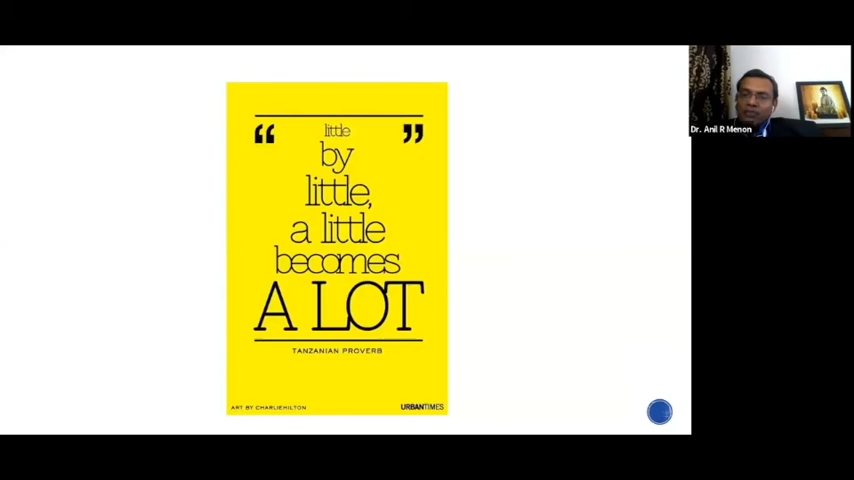 “ little ”
by
little,
a little
becomes
A LOT
TANZANIAN PROVERB
ART BY CHARLIEHILTON
URBANTIMES
Dr. Anil R Menon